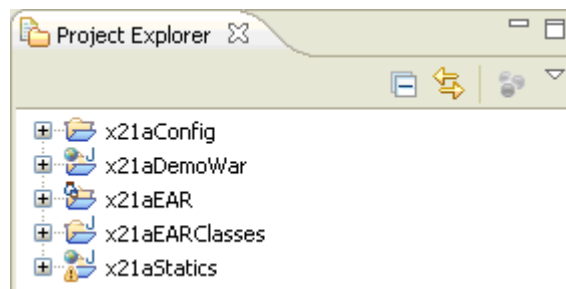 Project Explorer
x21aConfig
x21aDemoWar
x21aEAR
x21aEARClasses
x21aStatics